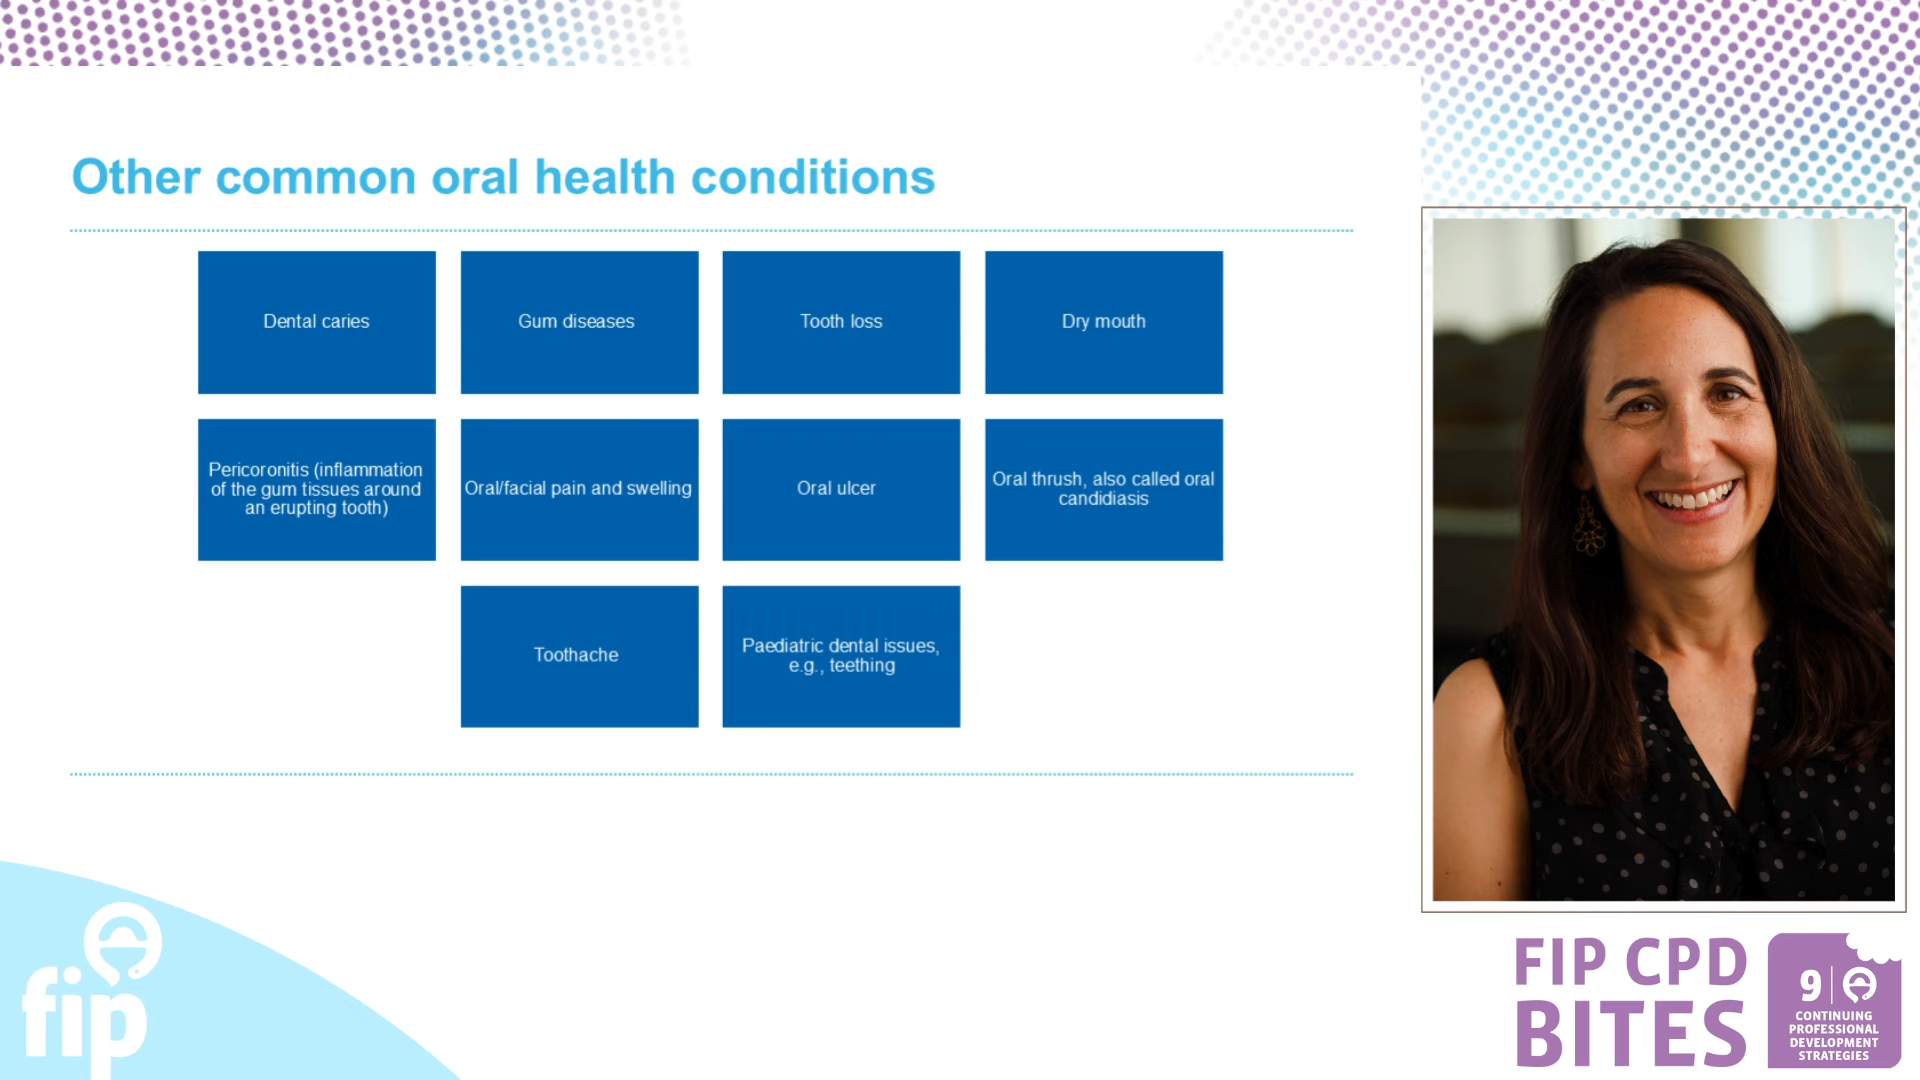 Other common oral health conditions
Dental caries
Gum diseases
Tooth loss
Dry mouth
Pericoronitis (inflammation
of the gum tissues around
an erupting tooth)
Oral/facial pain and swelling
Oral ulcer
Oral thrush, also called oral
candidiasis
Toothache
Paediatric dental issues,
e.g., teething
fip
FIP CPD
BITES
9
CONTINUING
PROFESSIONAL
DEVELOPMENT
STRATEGIES